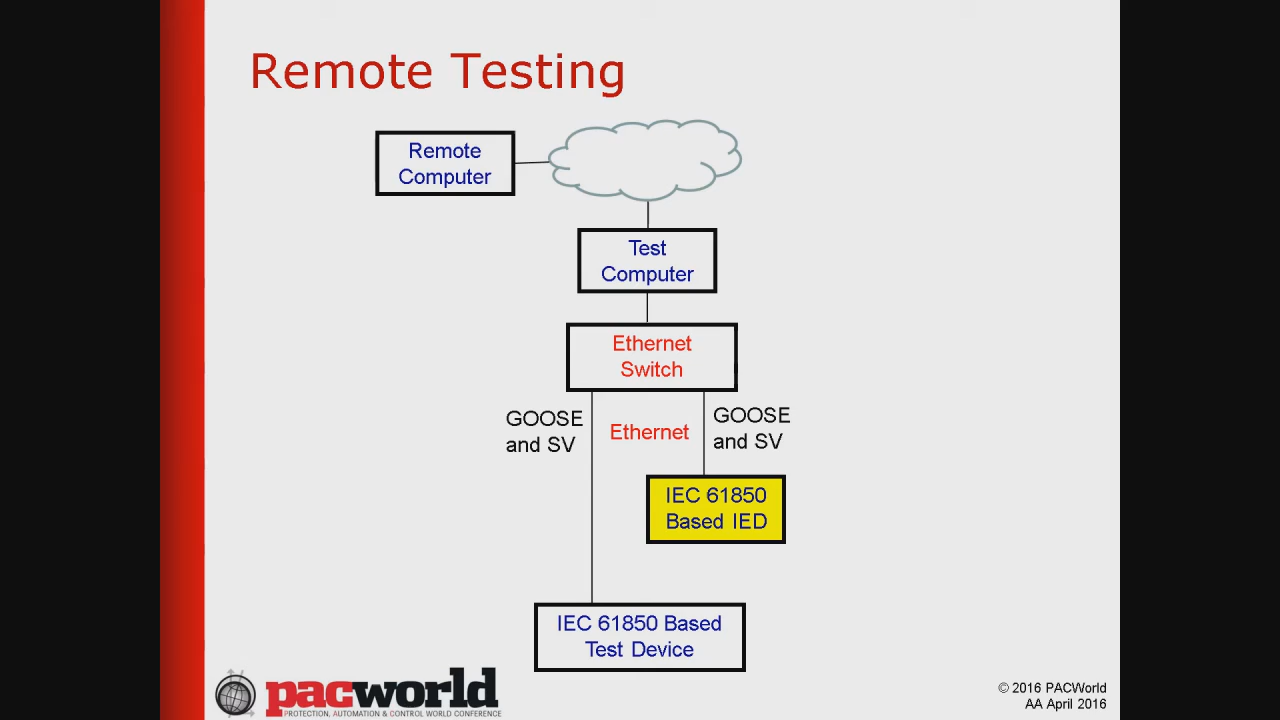 Remote Testing
Remote
Computer
Test
Computer
Ethernet
Switch
GOOSE
and SV
Ethernet
GOOSE
and SV
IEC 61850
Based IED
IEC 61850 Based
Test Device
pacworld
PROTECTION, AUTOMATION & CONTROL WORLD CONFERENCE
© 2016 PACWorld
AA April 2016